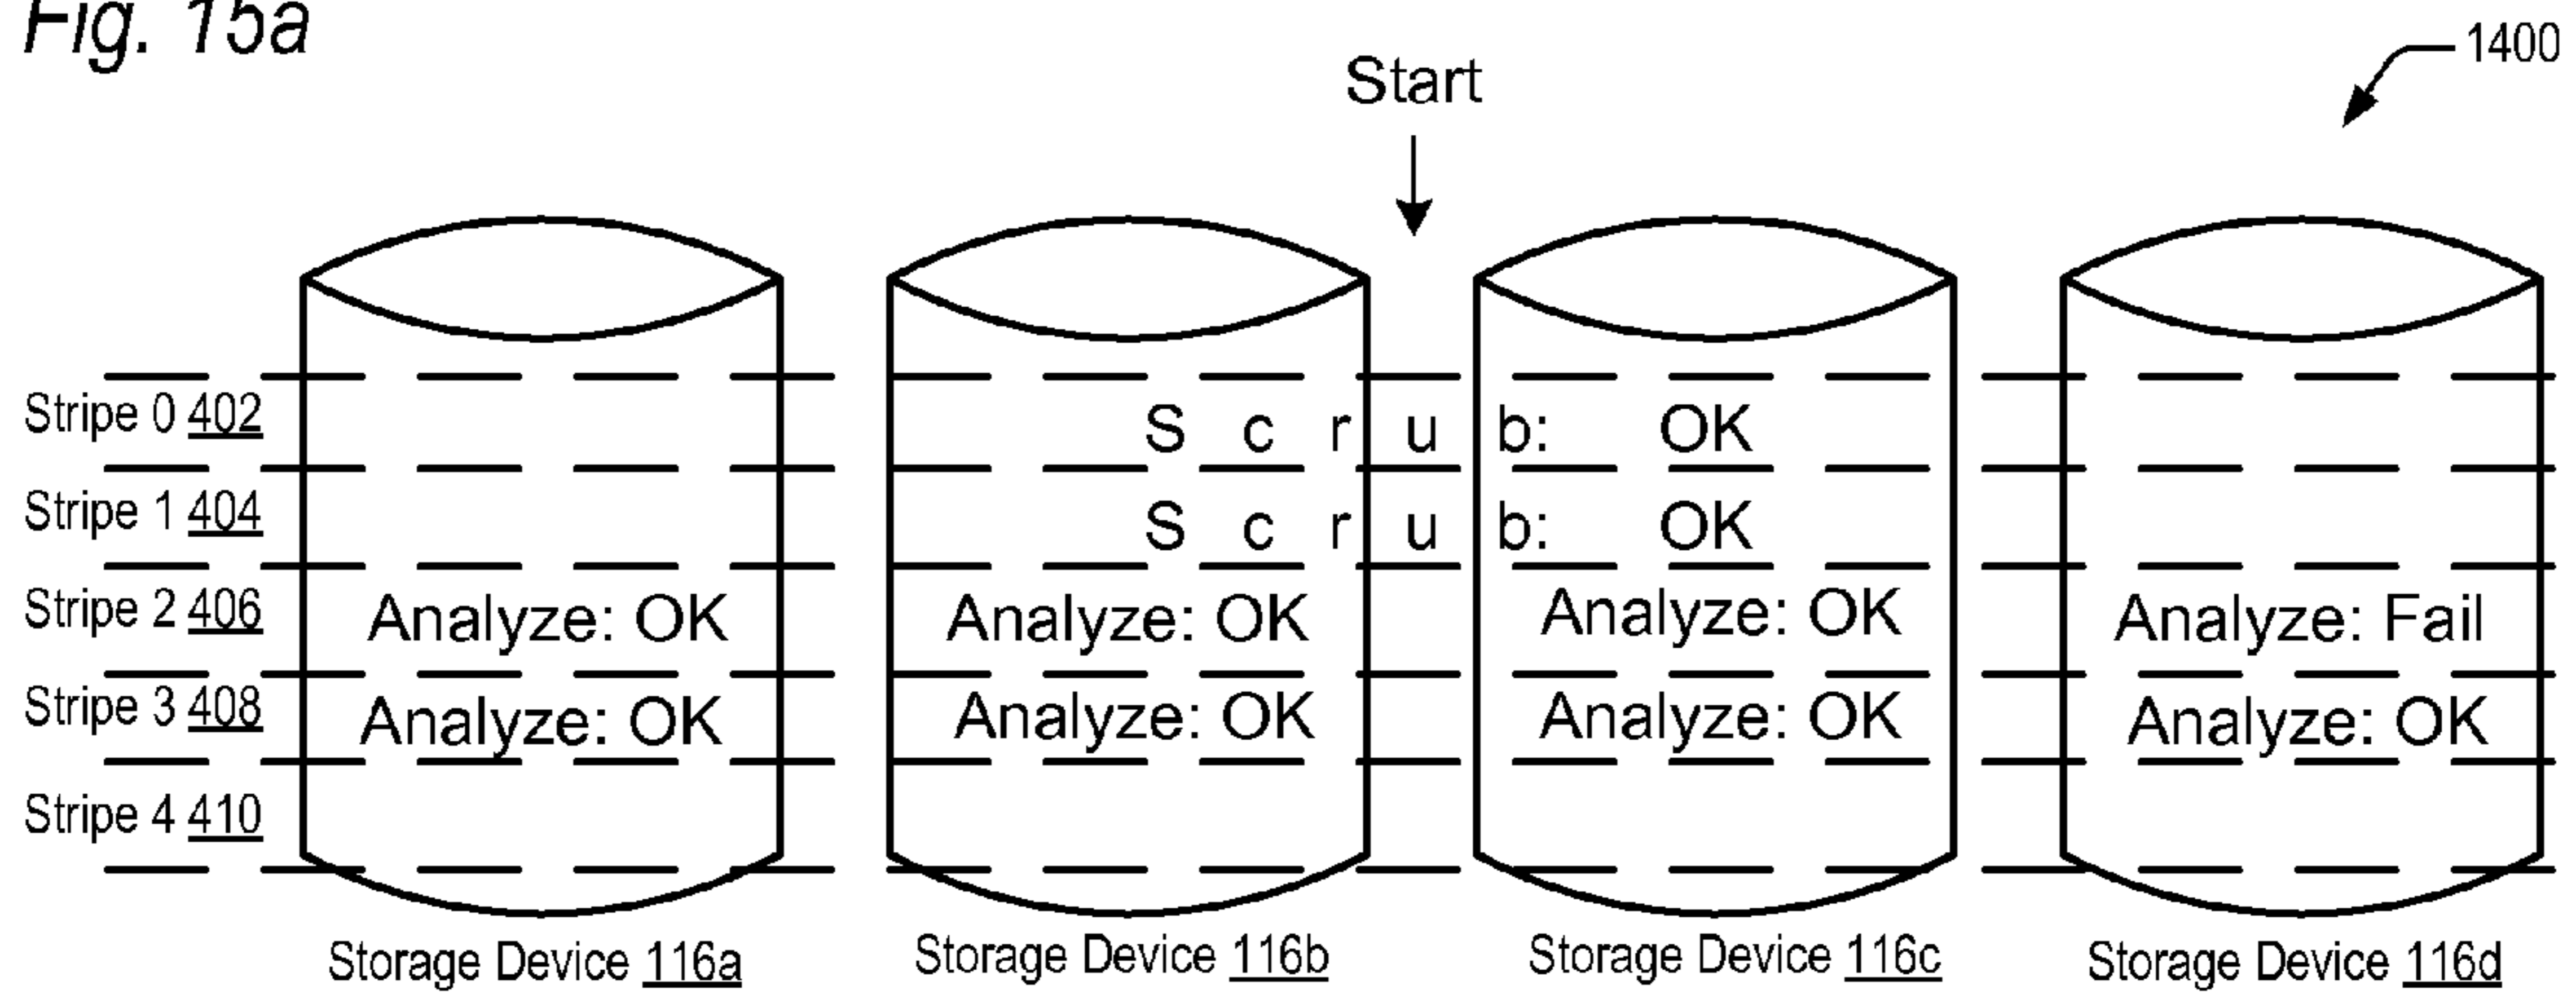 Fig. 15a
1400
Start
Stripe 0 402
S c r u b: OK
Stripe 1 404
S c r u b: OK
Stripe 2 406
Analyze: OK
Analyze: OK
Analyze: OK
Analyze: Fail
Stripe 3 408
Analyze: OK
Analyze: OK
Analyze: OK
Analyze: OK
Stripe 4 410
Storage Device 116a
Storage Device 116b
Storage Device 116c
Storage Device 116d